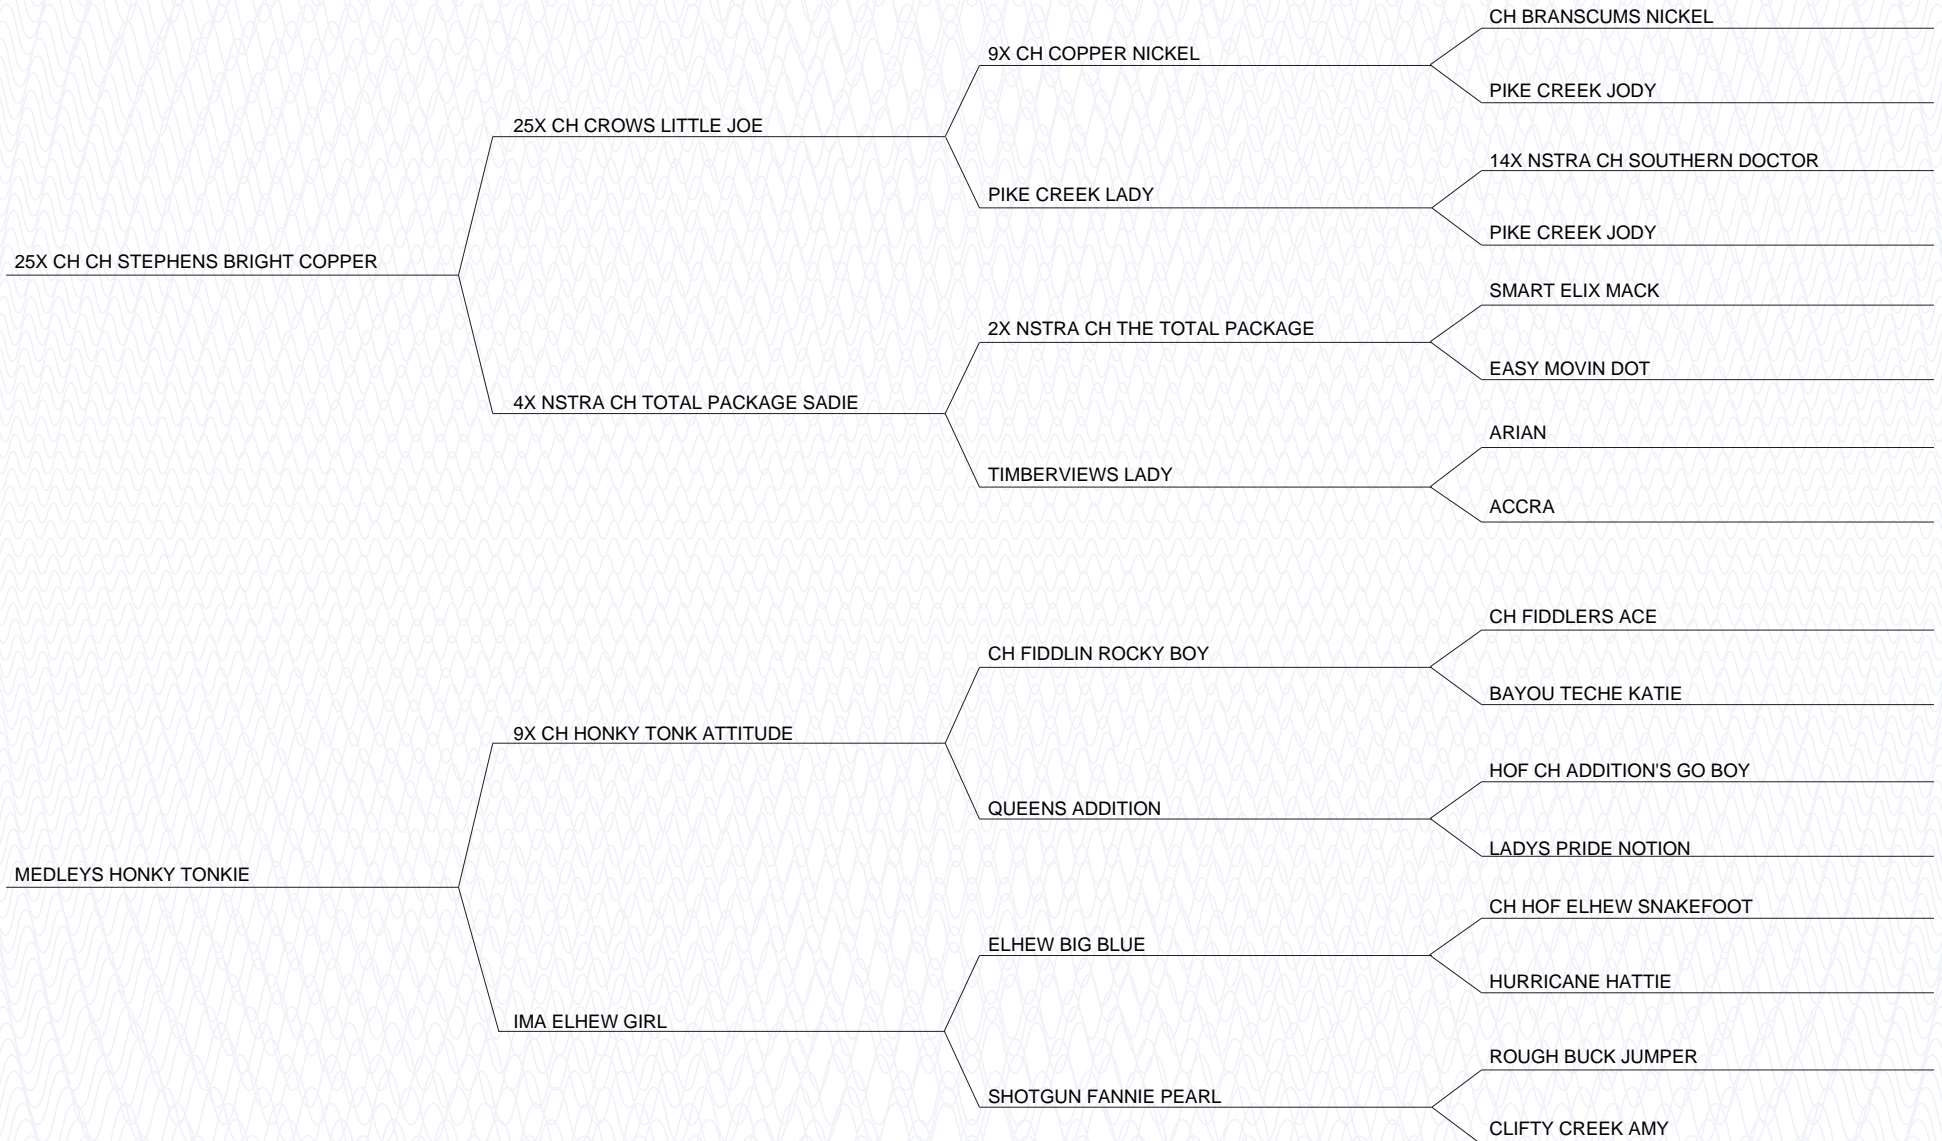 CH BRANSCUMS NICKEL
9X CH COPPER NICKEL
PIKE CREEK JODY
25X CH CROWS LITTLE JOE
14X NSTRA CH SOUTHERN DOCTOR
PIKE CREEK LADY
PIKE CREEK JODY
25X CH CH STEPHENS BRIGHT COPPER
SMART ELIX MACK
2X NSTRA CH THE TOTAL PACKAGE
EASY MOVIN DOT
4X NSTRA CH TOTAL PACKAGE SADIE
ARIAN
TIMBERVIEWS LADY
ACCRA
CH FIDDLERS ACE
CH FIDDLIN ROCKY BOY
BAYOU TECHE KATIE
9X CH HONKY TONK ATTITUDE
HOF CH ADDITION'S GO BOY
QUEENS ADDITION
LADYS PRIDE NOTION
MEDLEYS HONKY TONKIE
CH HOF ELHEW SNAKEFOOT
ELHEW BIG BLUE
HURRICANE HATTIE
IMA ELHEW GIRL
ROUGH BUCK JUMPER
SHOTGUN FANNIE PEARL
CLIFTY CREEK AMY